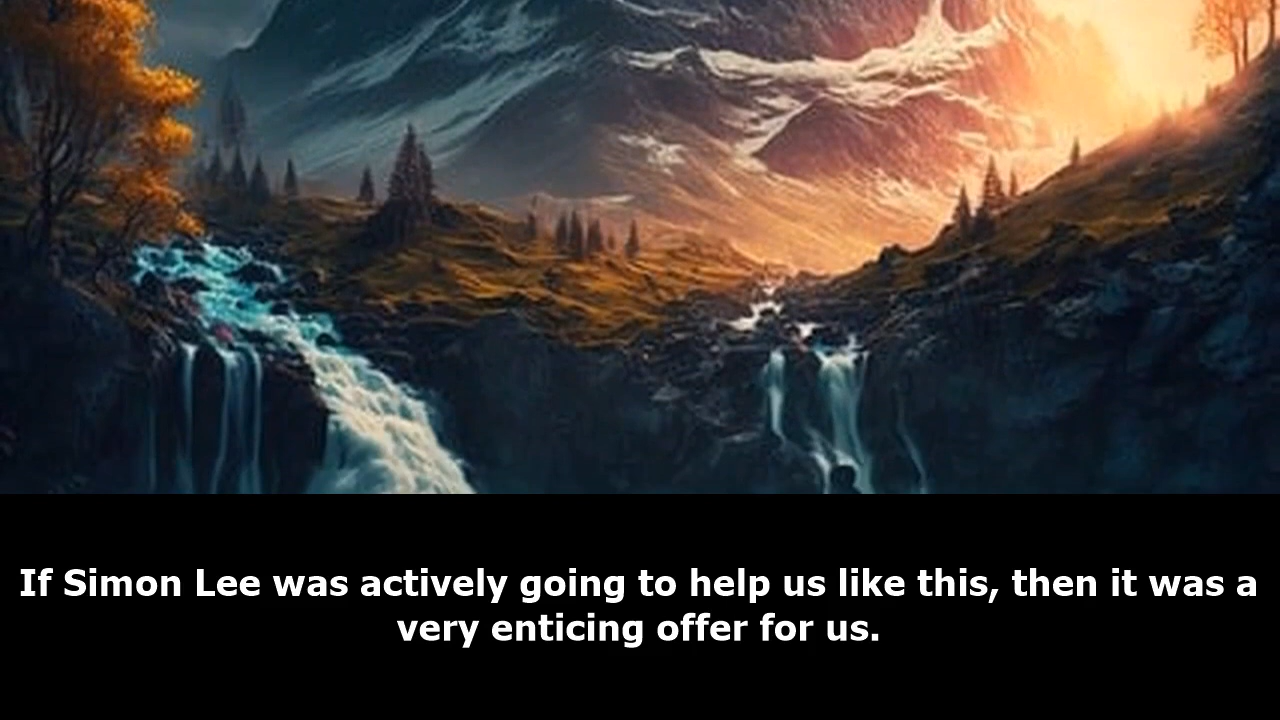 If Simon Lee was actively going to help us like this, then it was a
very enticing offer for us.